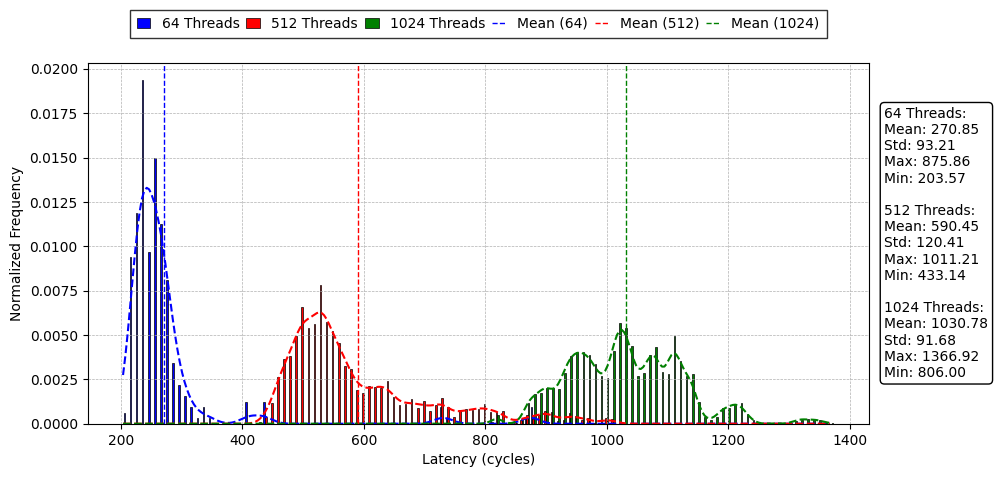 64 Threads 512 Threads 1024 Threads Mean (64) Mean (512) Mean (1024)
0.0200
0.0175
0.0150
0.0125
0.0100
0.0075
0.0050
0.0025
0.0000
Normalized Frequency
200 400 600 800 1000 1200 1400
Latency (cycles)
64 Threads:
Mean: 270.85
Std: 93.21
Max: 875.86
Min: 203.57
512 Threads:
Mean: 590.45
Std: 120.41
Max: 1011.21
Min: 433.14
1024 Threads:
Mean: 1030.78
Std: 91.68
Max: 1366.92
Min: 806.00